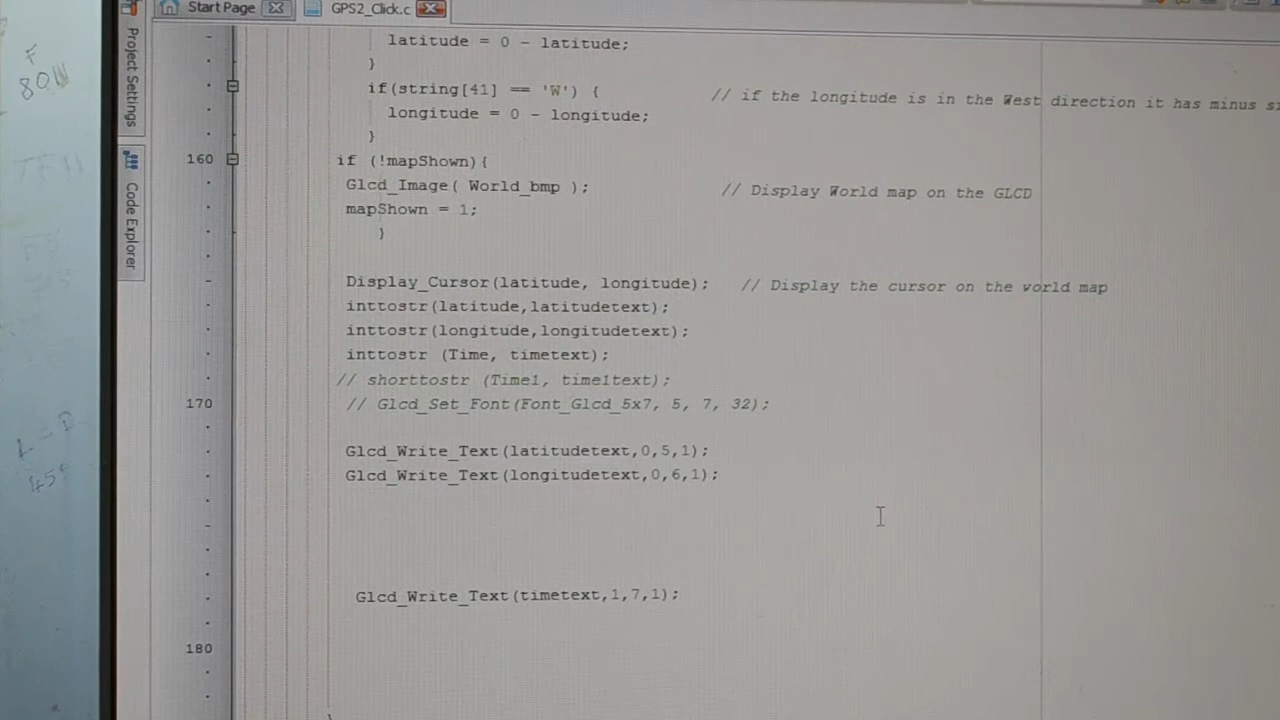 Start Page
GPS2_Click.c
Project Settings
Code Explorer
latitude = 0 - latitude;
}
if(string[41] == 'W') { // if the longitude is in the West direction it has minus
longitude = 0 - longitude;
}
160 if (!mapShown){
Glcd_Image( World_bmp ); // Display World map on the GLCD
mapShown = 1;
}
Display_Cursor(latitude, longitude); // Display the cursor on the world map
inttostr(latitude,latitudetext);
inttostr(longitude,longitudetext);
inttostr (Time, timetext);
// shorttostr (Time1, time1text);
170 // Glcd_Set_Font(Font_Glcd_5x7, 5, 7, 32);
Glcd_Write_Text(latitudetext,0,5,1);
Glcd_Write_Text(longitudetext,0,6,1);
Glcd_Write_Text(timetext,1,7,1);
180